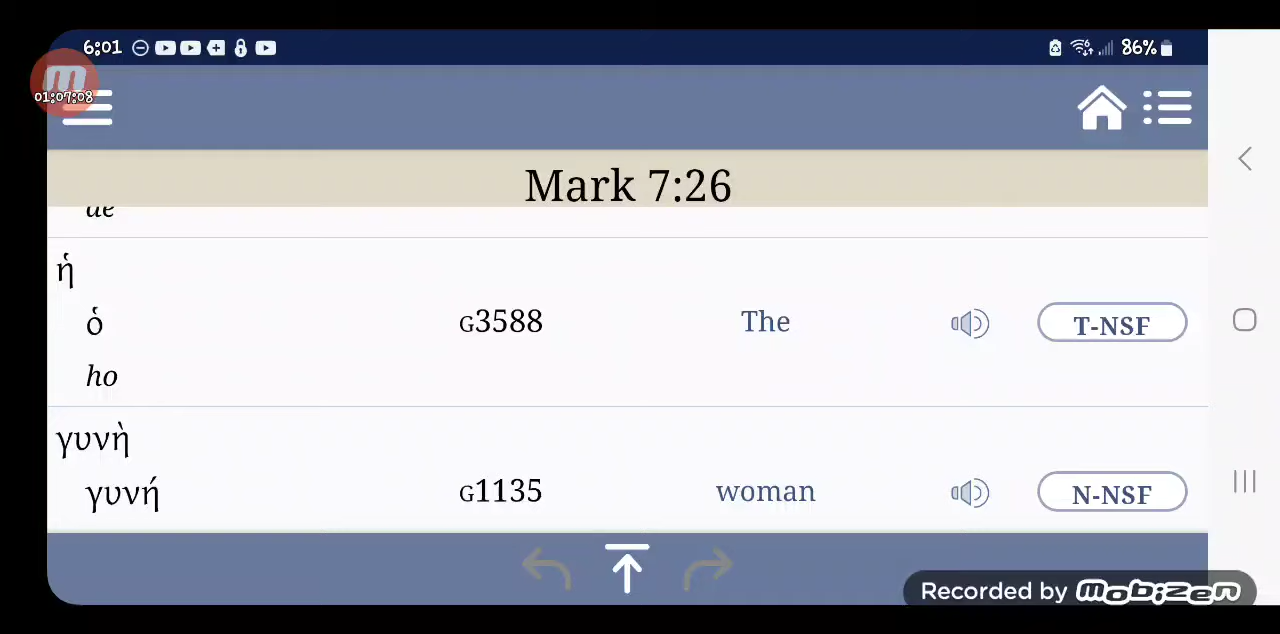 6:01 86%
01:07:08
Mark 7:26
de
ἡ
ὁ G3588 The T-NSF
ho
γυνὴ
γυνή G1135 woman N-NSF
Recorded by mobizen